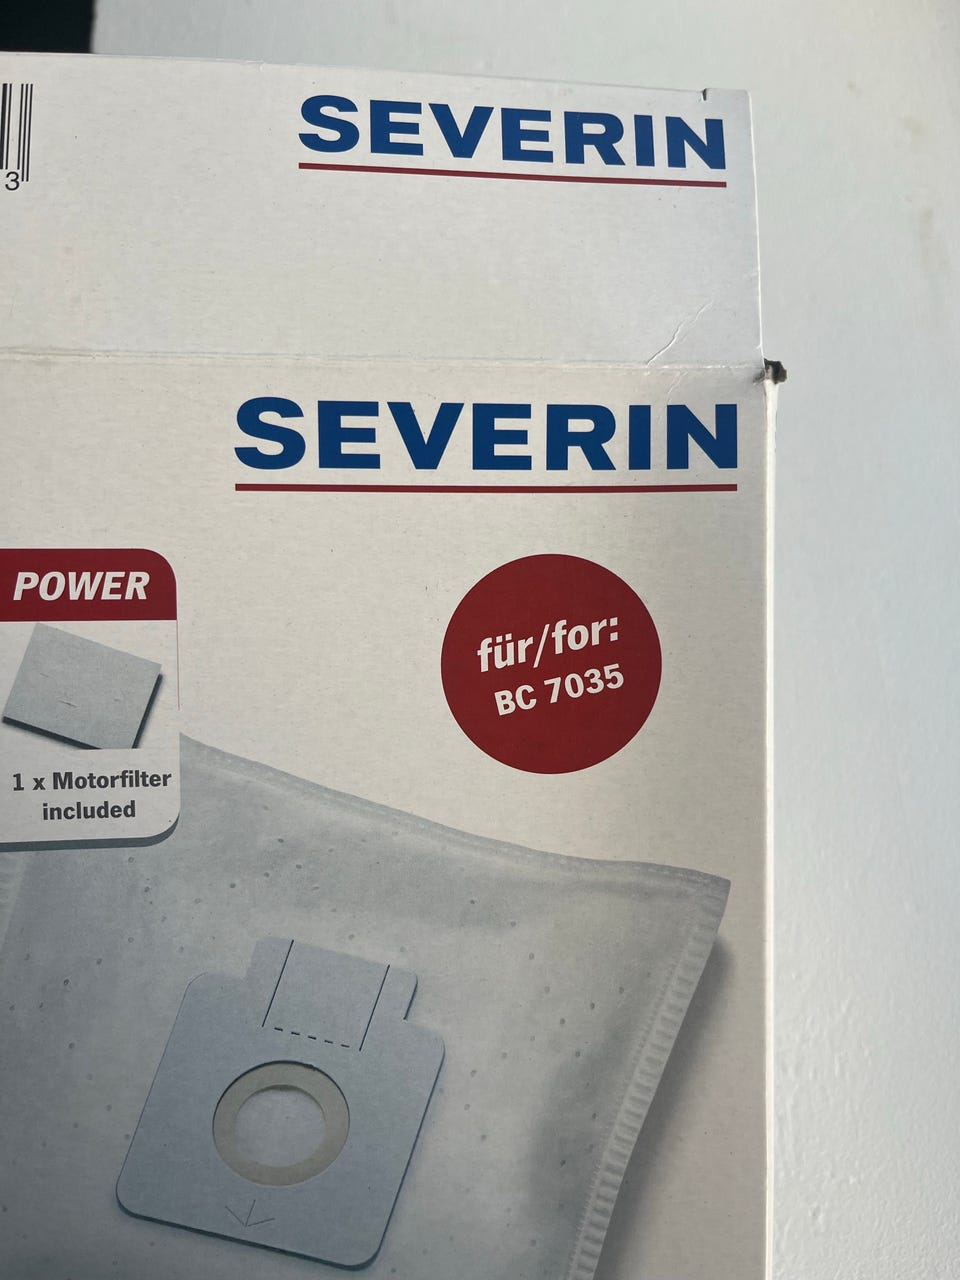 SEVERIN
3
SEVERIN
POWER
für/for:
BC 7035
1 x Motorfilter
included